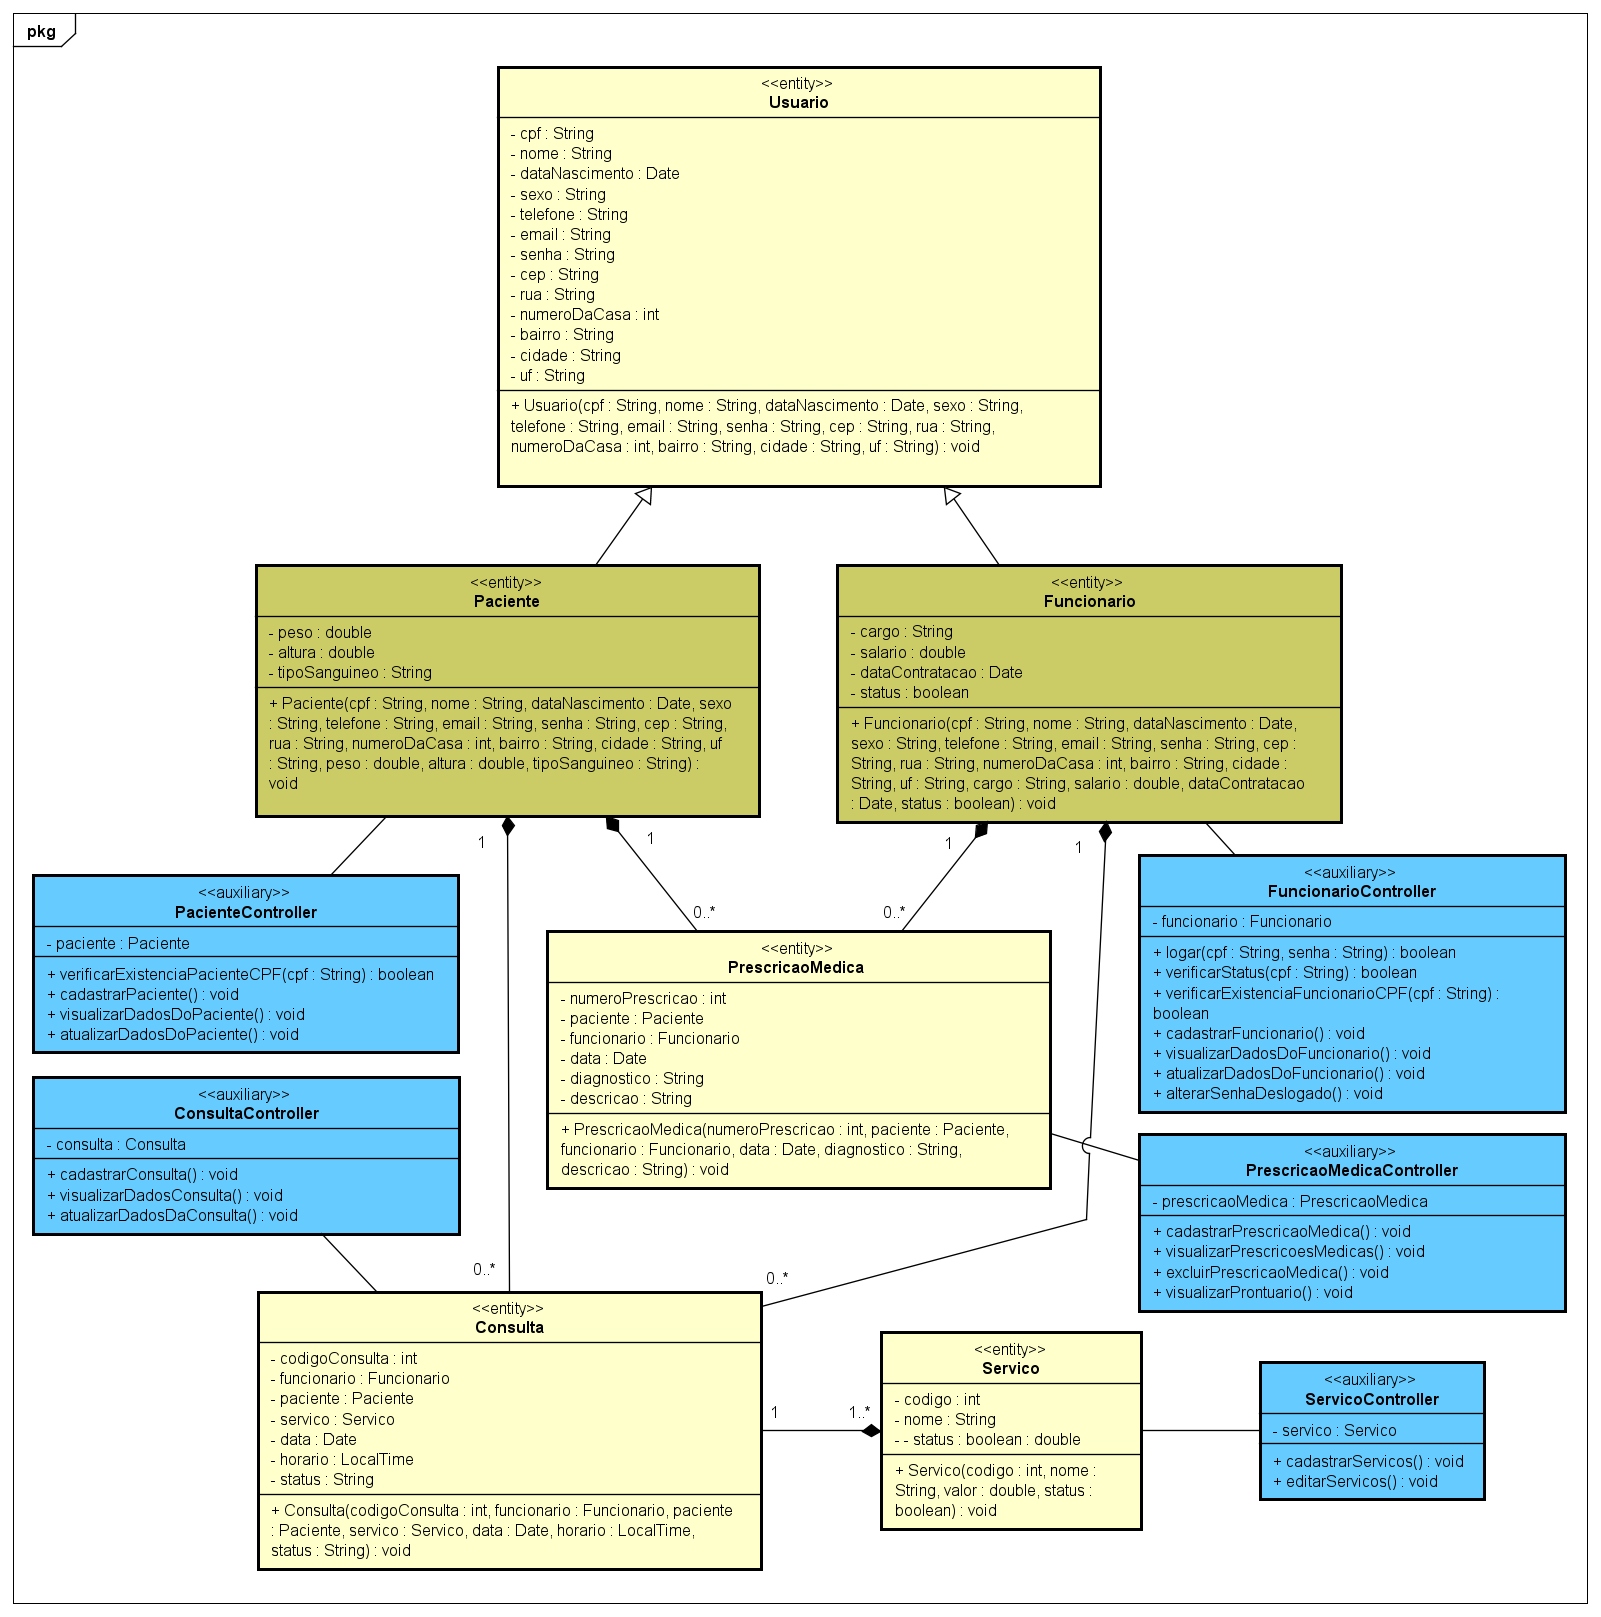 pkg
<<entity>>
Usuario
- cpf : String
- nome : String
- dataNascimento : Date
- sexo : String
- telefone : String
- email : String
- senha : String
- cep : String
- rua : String
- numeroDaCasa : int
- bairro : String
- cidade : String
- uf : String
+ Usuario(cpf : String, nome : String, dataNascimento : Date, sexo : String,
telefone : String, email : String, senha : String, cep : String, rua : String,
numeroDaCasa : int, bairro : String, cidade : String, uf : String) : void
<<entity>>
Paciente
- peso : double
- altura : double
- tipoSanguineo : String
+ Paciente(cpf : String, nome : String, dataNascimento : Date, sexo
: String, telefone : String, email : String, senha : String, cep : String,
rua : String, numeroDaCasa : int, bairro : String, cidade : String, uf
: String, peso : double, altura : double, tipoSanguineo : String) :
void
<<entity>>
Funcionario
- cargo : String
- salario : double
- dataContratacao : Date
- status : boolean
+ Funcionario(cpf : String, nome : String, dataNascimento : Date,
sexo : String, telefone : String, email : String, senha : String, cep :
String, rua : String, numeroDaCasa : int, bairro : String, cidade :
String, uf : String, cargo : String, salario : double, dataContratacao
: Date, status : boolean) : void
1
1
1
1
<<auxiliary>>
PacienteController
- paciente : Paciente
+ verificarExistenciaPacienteCPF(cpf : String) : boolean
+ cadastrarPaciente() : void
+ visualizarDadosDoPaciente() : void
+ atualizarDadosDoPaciente() : void
<<auxiliary>>
FuncionarioController
- funcionario : Funcionario
+ logar(cpf : String, senha : String) : boolean
+ verificarStatus(cpf : String) : boolean
+ verificarExistenciaFuncionarioCPF(cpf : String) :
boolean
+ cadastrarFuncionario() : void
+ visualizarDadosDoFuncionario() : void
+ atualizarDadosDoFuncionario() : void
+ alterarSenhaDeslogado() : void
0..*
0..*
<<entity>>
PrescricaoMedica
- numeroPrescricao : int
- paciente : Paciente
- funcionario : Funcionario
- data : Date
- diagnostico : String
- descricao : String
+ PrescricaoMedica(numeroPrescricao : int, paciente : Paciente,
funcionario : Funcionario, data : Date, diagnostico : String,
descricao : String) : void
<<auxiliary>>
ConsultaController
- consulta : Consulta
+ cadastrarConsulta() : void
+ visualizarDadosConsulta() : void
+ atualizarDadosDaConsulta() : void
<<auxiliary>>
PrescricaoMedicaController
- prescricaoMedica : PrescricaoMedica
+ cadastrarPrescricaoMedica() : void
+ visualizarPrescricoesMedicas() : void
+ excluirPrescricaoMedica() : void
+ visualizarProntuario() : void
0..*
0..*
<<entity>>
Consulta
- codigoConsulta : int
- funcionario : Funcionario
- paciente : Paciente
- servico : Servico
- data : Date
- horario : LocalTime
- status : String
+ Consulta(codigoConsulta : int, funcionario : Funcionario, paciente
: Paciente, servico : Servico, data : Date, horario : LocalTime,
status : String) : void
1
1..*
<<entity>>
Servico
- codigo : int
- nome : String
- - status : boolean : double
+ Servico(codigo : int, nome :
String, valor : double, status :
boolean) : void
<<auxiliary>>
ServicoController
- servico : Servico
+ cadastrarServicos() : void
+ editarServicos() : void